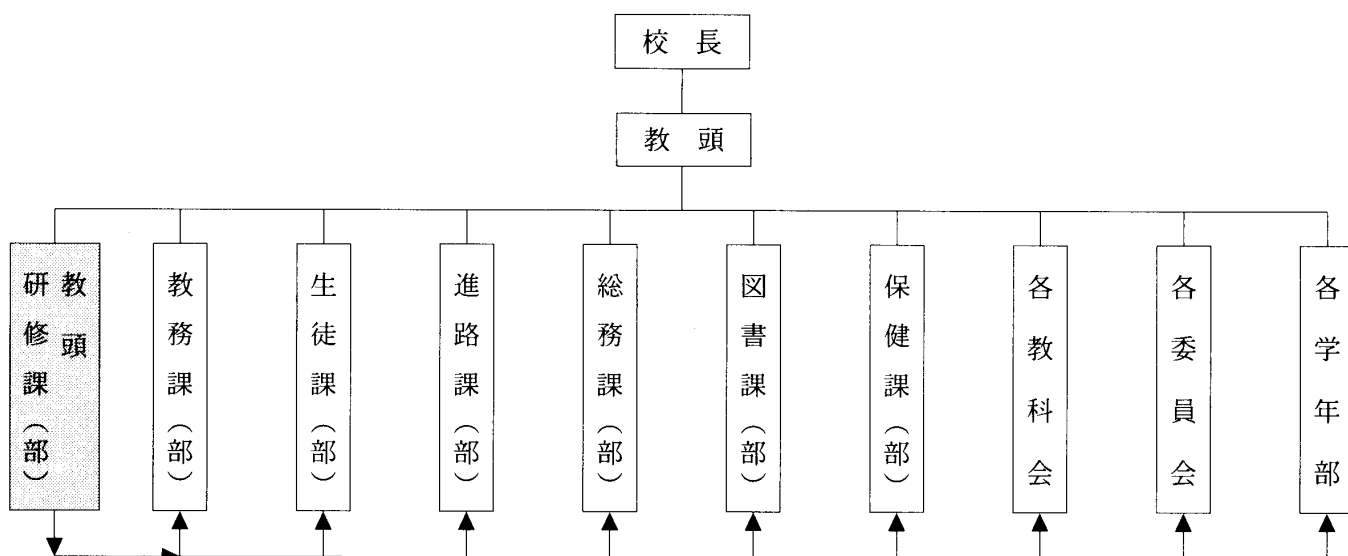 校長
教頭
教頭
研修課(部)
教務課(部)
生徒課(部)
進路課(部)
総務課(部)
図書課(部)
保健課(部)
各教科会
各委員会
各学年部